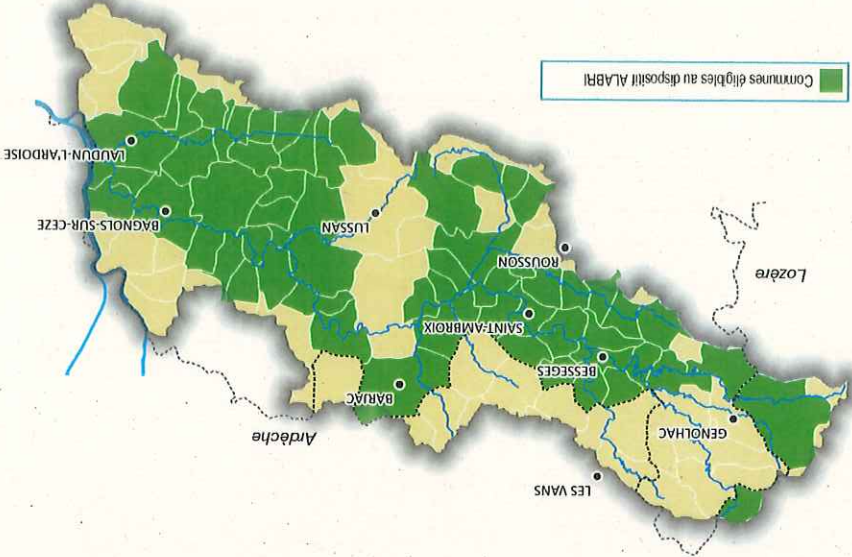 LES VANS
Ardèche
GENOLHAC
BARJAC
BESSEGES
SAINT-AMBROIX
Lozère
ROUSSON
LUSSAN
BAGNOLS-SUR-CEZE
LAUDUN-L'ARDOISE
Communes éligibles au dispositif ALABRI